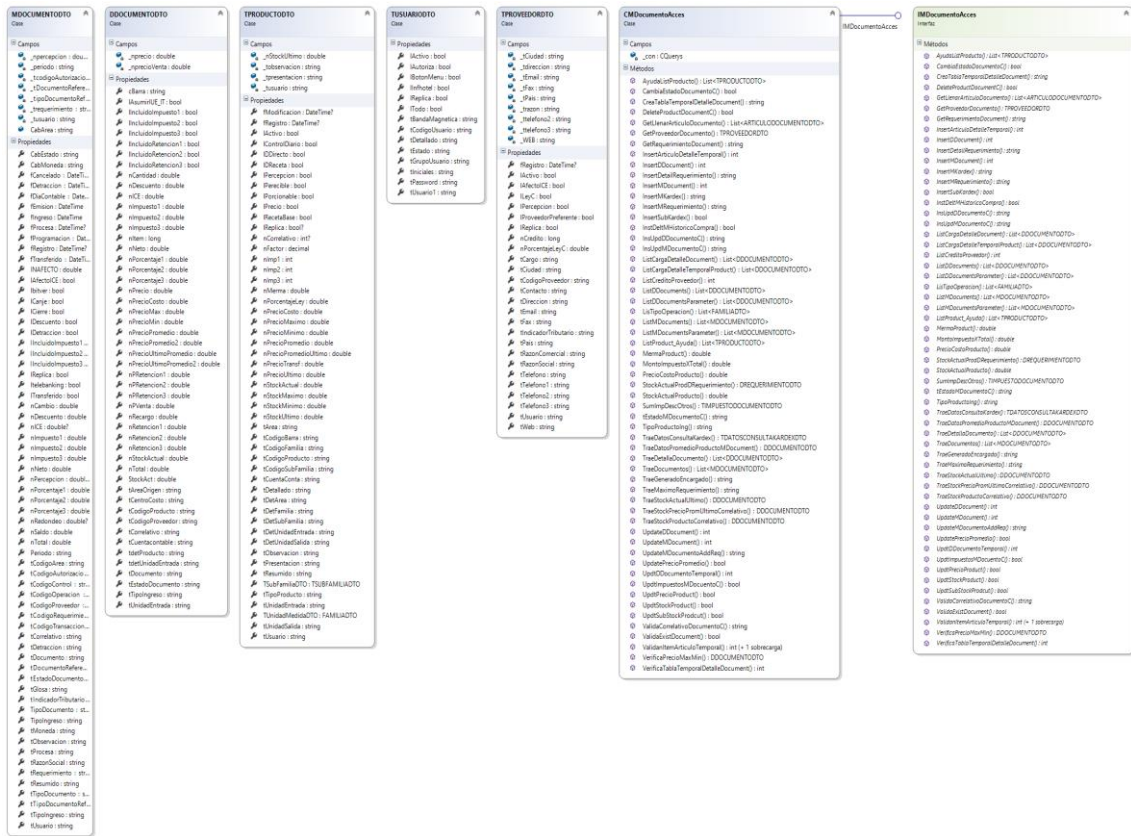 MDOCUMENTODTO
Clase
Campos
_npercepcion : dou...
_periodo : string
_tcodigoAutorizacio...
_tDocumentoRefere...
_tipoDocumentoRef...
_trequerimiento : stri...
_tusuario : string
CabArea : string
Propiedades
CabEstado : string
CabMoneda : string
fCancelado : DateTi...
fDetraccion : DateTi...
fDiaContable : DateTi...
fEmision : DateTime
fIngreso : DateTime
fProcesa : DateTime?
fProgramacion : Dat...
fRegistro : DateTime?
fTransferido : DateTi...
INAFECTO : double
lAfectoICE : bool
lCanje : bool
lCierre : bool
lDescuento : bool
lDetraccion : bool
lIncluidoImpuesto1 ...
lIncluidoImpuesto2 ...
lIncluidoImpuesto3 ...
lReplica : bool
ltelebanking : bool
lTransferido : bool
nCambio : double
nDescuento : double
nICE : double?
nImpuesto1 : double
nImpuesto2 : double
nImpuesto3 : double
nNeto : double
nPercepcion : doubl...
nPorcentaje1 : double
nPorcentaje2 : double
nPorcentaje3 : double
nRedondeo : double?
nSaldo : double
nTotal : double
Periodo : string
tCodigoArea : string
tCodigoAutorizacio...
tCodigoControl : str...
tCodigoOperacion :...
tCodigoProveedor :...
tCodigoRequerimie...
tCodigoTransaccion...
tCorrelativo : string
tDetraccion : string
tDocumento : string
tDocumentoRefere...
tEstadoDocumento...
tGlosa : string
tIndicadorTributario...
TipoDocumento : st...
TipoIngreso : string
tMoneda : string
tObservacion : string
tProcesa : string
tRazonSocial : string
tRequerimiento : str...
tResumido : string
tTipoDocumento : s...
tTipoDocumentoRef...
tTipoIngreso : string
tUsuario : string
DDOCUMENTODTO
Clase
Campos
_nprecio : double
_nprecioVenta : double
Propiedades
cBarra : string
lAsumirIUE_IT : bool
lIncluidoImpuesto1 : bool
lIncluidoImpuesto2 : bool
lIncluidoImpuesto3 : bool
lIncluidoRetencion1 : bool
lIncluidoRetencion2 : bool
lIncluidoRetencion3 : bool
nCantidad : double
nDescuento : double
nICE : double
nImpuesto1 : double
nImpuesto2 : double
nImpuesto3 : double
nItem : long
nNeto : double
nPorcentaje1 : double
nPorcentaje2 : double
nPorcentaje3 : double
nPrecio : double
nPrecioCosto : double
nPrecioMax : double
nPrecioMin : double
nPrecioPromedio : double
nPrecioPromedio2 : double
nPrecioUltimoPromedio : double
nPrecioUltimoPromedio2 : double
nPRetencion1 : double
nPRetencion2 : double
nPRetencion3 : double
nPVenta : double
nRecargo : double
nRetencion1 : double
nRetencion2 : double
nRetencion3 : double
nStockActual : double
nTotal : double
StockAct : double
tAreaOrigen : string
tCentroCosto : string
tCodigoProducto : string
tCodigoProveedor : string
tCorrelativo : string
tCuentacontable : string
tdetProducto : string
tdetUnidadEntrada : string
tDocumento : string
tEstadoDocumento : string
tTipoIngreso : string
tUnidadEntrada : string
TPRODUCTODTO
Clase
Campos
_nStockUltimo : double
_tobservacion : string
_tpresentacion : string
_tusuario : string
Propiedades
fModificacion : DateTime?
fRegistro : DateTime?
lActivo : bool
lControlDiario : bool
lDDirecto : bool
lDReceta : bool
lPercepcion : bool
lPerecible : bool
lPorcionable : bool
lPrecio : bool
lRecetaBase : bool
lReplica : bool?
nCorrelativo : int?
nFactor : decimal
nImp1 : int
nImp2 : int
nImp3 : int
nMerma : double
nPorcentajeLey : double
nPrecioCosto : double
nPrecioMaximo : double
nPrecioMinimo : double
nPrecioPromedio : double
nPrecioPromedioUltimo : double
nPrecioTransf : double
nPrecioUltimo : double
nStockActual : double
nStockMaximo : double
nStockMinimo : double
nStockUltimo : double
tArea : string
tCodigoBarra : string
tCodigoFamilia : string
tCodigoProducto : string
tCodigoSubFamilia : string
tCuentaConta : string
tDetallado : string
tDetArea : string
tDetFamilia : string
tDetSubFamilia : string
tDetUnidadEntrada : string
tDetUnidadSalida : string
tObservacion : string
tPresentacion : string
tResumido : string
TSubFamiliaDTO : TSUBFAMILIADTO
tTipoProducto : string
tUnidadEntrada : string
TUnidadMedidaDTO : FAMILIADTO
tUnidadSalida : string
tUsuario : string
TUSUARIODTO
Clase
Propiedades
lActivo : bool
lAutoriza : bool
lBotonMenu : bool
lInfhotel : bool
lReplica : bool
lTodo : bool
tBandaMagnetica : string
tCodigoUsuario : string
tDetallado : string
tEstado : string
tGrupoUsuario : string
tIniciales : string
tPassword : string
tUsuario1 : string
TPROVEEDORDTO
Clase
Campos
_tCiudad : string
_tdireccion : string
_tEmail : string
_tFax : string
_tPais : string
_trazon : string
_ttelefono2 : string
_ttelefono3 : string
_WEB : string
Propiedades
fRegistro : DateTime?
lActivo : bool
lAfectoICE : bool
lLeyC : bool
lPercepcion : bool
lProveedorPreferente : bool
lReplica : bool
nCredito : long
nPorcentajeLeyC : double
tCargo : string
tCiudad : string
tCodigoProveedor : string
tContacto : string
tDireccion : string
tEmail : string
tFax : string
tIndicadorTributario : string
tPais : string
tRazonComercial : string
tRazonSocial : string
tTelefono : string
tTelefono1 : string
tTelefono2 : string
tTelefono3 : string
tUsuario : string
tWeb : string
CMDocumentoAcces
Clase
Campos
_con : CQuerys
Métodos
AyudaListProducto() : List<TPRODUCTODTO>
CambiaEstadoDocumentoC() : bool
CreaTablaTemporalDetalleDocument() : string
DeleteProductDocumentC() : bool
GetLlenarArticuloDocumento() : List<ARTICULODOCUMENTODTO>
GetProveedorDocumento() : TPROVEEDORDTO
GetRequerimientoDocument() : string
InsertArticuloDetalleTemporal() : int
InsertDDocument() : int
InsertDetailRequerimiento() : string
InsertMDocument() : int
InsertMKardex() : string
InsertMRequerimiento() : string
InsertSubKardex() : bool
InstDeltMHistoricoCompra() : bool
InsUpdDDocumentoC() : string
InsUpdMDocumentoC() : string
ListCargaDetalleDocument() : List<DDOCUMENTODTO>
ListCargaDetalleTemporalProduct() : List<DDOCUMENTODTO>
ListCreditoProveedor() : int
ListDDocuments() : List<DDOCUMENTODTO>
ListDDocumentsParameter() : List<DDOCUMENTODTO>
LisTipoOperacion() : List<FAMILIADTO>
ListMDocuments() : List<MDOCUMENTODTO>
ListMDocumentsParameter() : List<MDOCUMENTODTO>
ListProduct_Ayuda() : List<TPRODUCTODTO>
MermaProduct() : double
MontoImpuestoXTotal() : double
PrecioCostoProducto() : double
StockActualProdDRequerimiento() : DREQUERIMIENTODTO
StockActualProducto() : double
SumImpDescOtros() : TIMPUESTODOCUMENTO
tEstadoMDocumentoC() : string
TipoProductoIng() : string
TraeDatosConsultaKardex() : TDATOSCONSULTAKARDEXDTO
TraeDatosPromedioProductoMDocument() : DDOCUMENTODTO
TraeDetallaDocumento() : List<DDOCUMENTODTO>
TraeDocumentos() : List<MDOCUMENTODTO>
TraeGeneradoEncargado() : string
TraeMaximoRequerimiento() : string
TraeStockActualUltimo() : DDOCUMENTODTO
TraeStockPrecioPromUltimoCorrelativo() : DDOCUMENTODTO
TraeStockProductoCorrelativo() : DDOCUMENTODTO
UpdateDDocument() : int
UpdateMDocument() : int
UpdateMDocumentoAddReq() : string
UpdatePrecioPromedio() : bool
UpdtDDocumentoTemporal() : int
UpdtImpuestosMDocuentoC() : bool
UpdtPrecioProduct() : bool
UpdtStockProduct() : bool
UpdtSubStockProdcut() : bool
ValidaCorrelativoDocumentoC() : string
ValidaExistDocument() : bool
ValidanItemArticuloTemporal() : int (+ 1 sobrecarga)
VerificaPrecioMaxMin() : DDOCUMENTODTO
VerificaTablaTemporalDetalleDocument() : int
IMDocumentoAcces
IMDocumentoAcces
Interfaz
Métodos
AyudaListProducto() : List<TPRODUCTODTO>
CambiaEstadoDocumentoC() : bool
CreaTablaTemporalDetalleDocument() : string
DeleteProductDocumentC() : bool
GetLlenarArticuloDocumento() : List<ARTICULODOCUMENTODTO>
GetProveedorDocumento() : TPROVEEDORDTO
GetRequerimientoDocument() : string
InsertArticuloDetalleTemporal() : int
InsertDDocument() : int
InsertDetailRequerimiento() : string
InsertMDocument() : int
InsertMKardex() : string
InsertMRequerimiento() : string
InsertSubKardex() : bool
InstDeltMHistoricoCompra() : bool
InsUpdDDocumentoC() : string
InsUpdMDocumentoC() : string
ListCargaDetalleDocument() : List<DDOCUMENTODTO>
ListCargaDetalleTemporalProduct() : List<DDOCUMENTODTO>
ListCreditoProveedor() : int
ListDDocuments() : List<DDOCUMENTODTO>
ListDDocumentsParameter() : List<DDOCUMENTODTO>
LisTipoOperacion() : List<FAMILIADTO>
ListMDocuments() : List<MDOCUMENTODTO>
ListMDocumentsParameter() : List<MDOCUMENTODTO>
ListProduct_Ayuda() : List<TPRODUCTODTO>
MermaProduct() : double
MontoImpuestoXTotal() : double
PrecioCostoProducto() : double
StockActualProdDRequerimiento() : DREQUERIMIENTODTO
StockActualProducto() : double
SumImpDescOtros() : TIMPUESTODOCUMENTO
tEstadoMDocumentoC() : string
TipoProductoIng() : string
TraeDatosConsultaKardex() : TDATOSCONSULTAKARDEXDTO
TraeDatosPromedioProductoMDocument() : DDOCUMENTODTO
TraeDetallaDocumento() : List<DDOCUMENTODTO>
TraeDocumentos() : List<MDOCUMENTODTO>
TraeGeneradoEncargado() : string
TraeMaximoRequerimiento() : string
TraeStockActualUltimo() : DDOCUMENTODTO
TraeStockPrecioPromUltimoCorrelativo() : DDOCUMENTODTO
TraeStockProductoCorrelativo() : DDOCUMENTODTO
UpdateDDocument() : int
UpdateMDocument() : int
UpdateMDocumentoAddReq() : string
UpdatePrecioPromedio() : bool
UpdtDDocumentoTemporal() : int
UpdtImpuestosMDocuentoC() : bool
UpdtPrecioProduct() : bool
UpdtStockProduct() : bool
UpdtSubStockProdcut() : bool
ValidaCorrelativoDocumentoC() : string
ValidaExistDocument() : bool
ValidanItemArticuloTemporal() : int (+ 1 sobrecarga)
VerificaPrecioMaxMin() : DDOCUMENTODTO
VerificaTablaTemporalDetalleDocument() : int